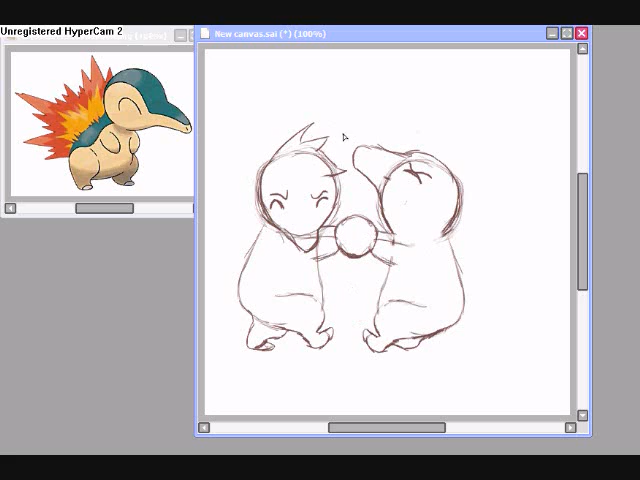 Unregistered HyperCam 2
New canvas.sai (*) (100%)